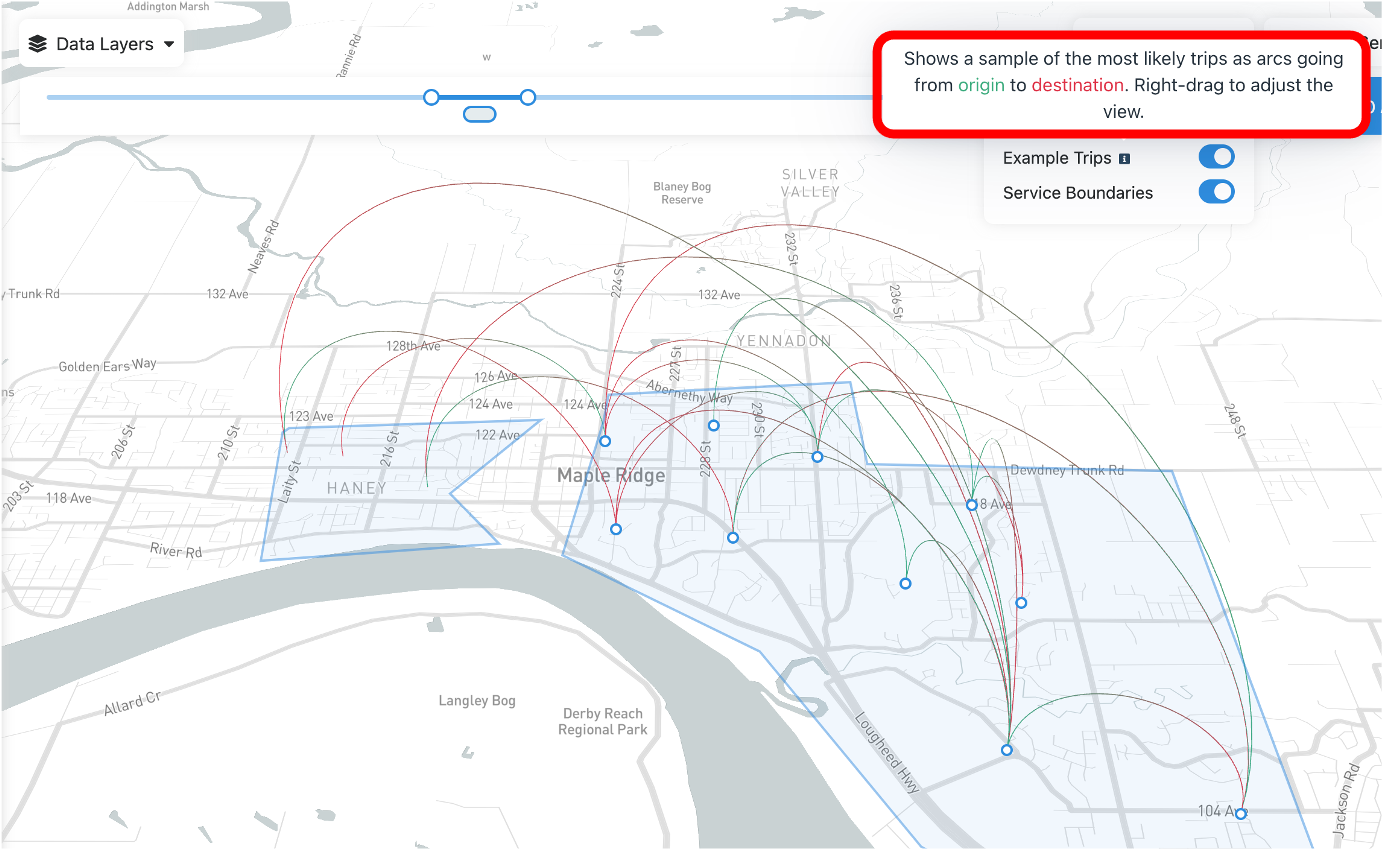 Addington Marsh
Data Layers
Rannie Rd
w
Shows a sample of the most likely trips as arcs going
from origin to destination. Right-drag to adjust the
view.
Example Trips i
Service Boundaries
SILVER
VALLEY
Blaney Bog
Reserve
Neaves Rd
232 St
224 St
y Trunk Rd
132 Ave
132 Ave
236 St
YENNADON
128th Ave
227 St
Golden Ears Way
126 Ave
Abernethy Way
ns
124 Ave
124 Ave
123 Ave
230 St
248 St
122 Ave
206 St
210 St
216 St
228 St
Dewdney Trunk Rd
Maple Ridge
Laity St
HANEY
203 St
118 Ave
8 Ave
River Rd
Allard Cr
Langley Bog
Derby Reach
Regional Park
Lougheed Hwy
104 A
Jackson Rd